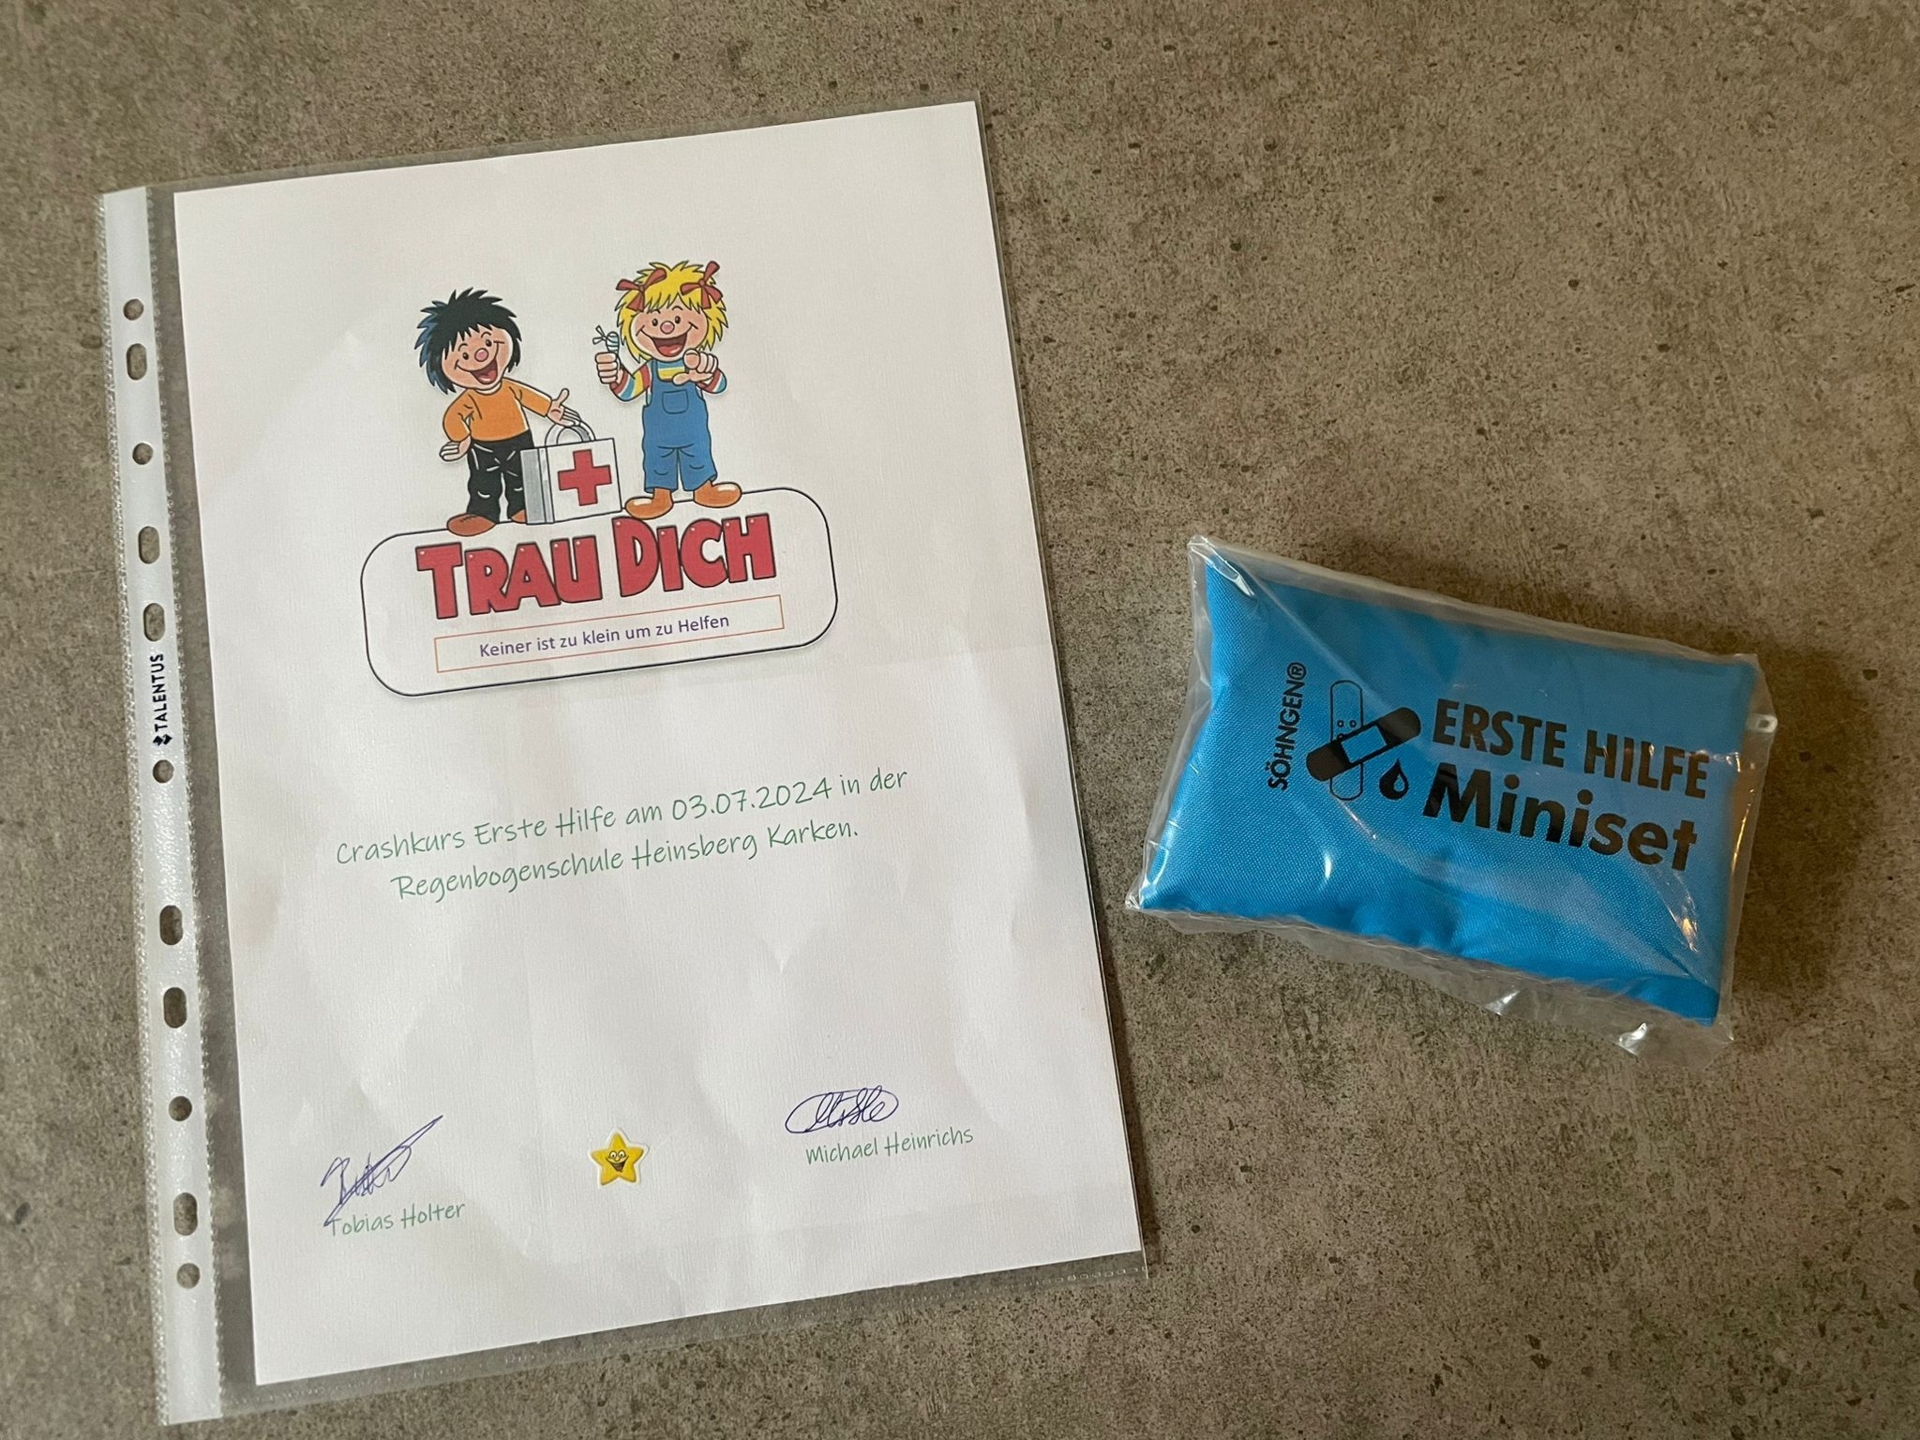 TRAU DICH
Keiner ist zu klein um zu Helfen
Crashkurs Erste Hilfe am 03.07.2024 in der
Regenbogenschule Heinsberg Karken.
Tobias Holter
Michael Heinrichs
TALENTUS
SÖHNGEN®
ERSTE HILFE
Miniset